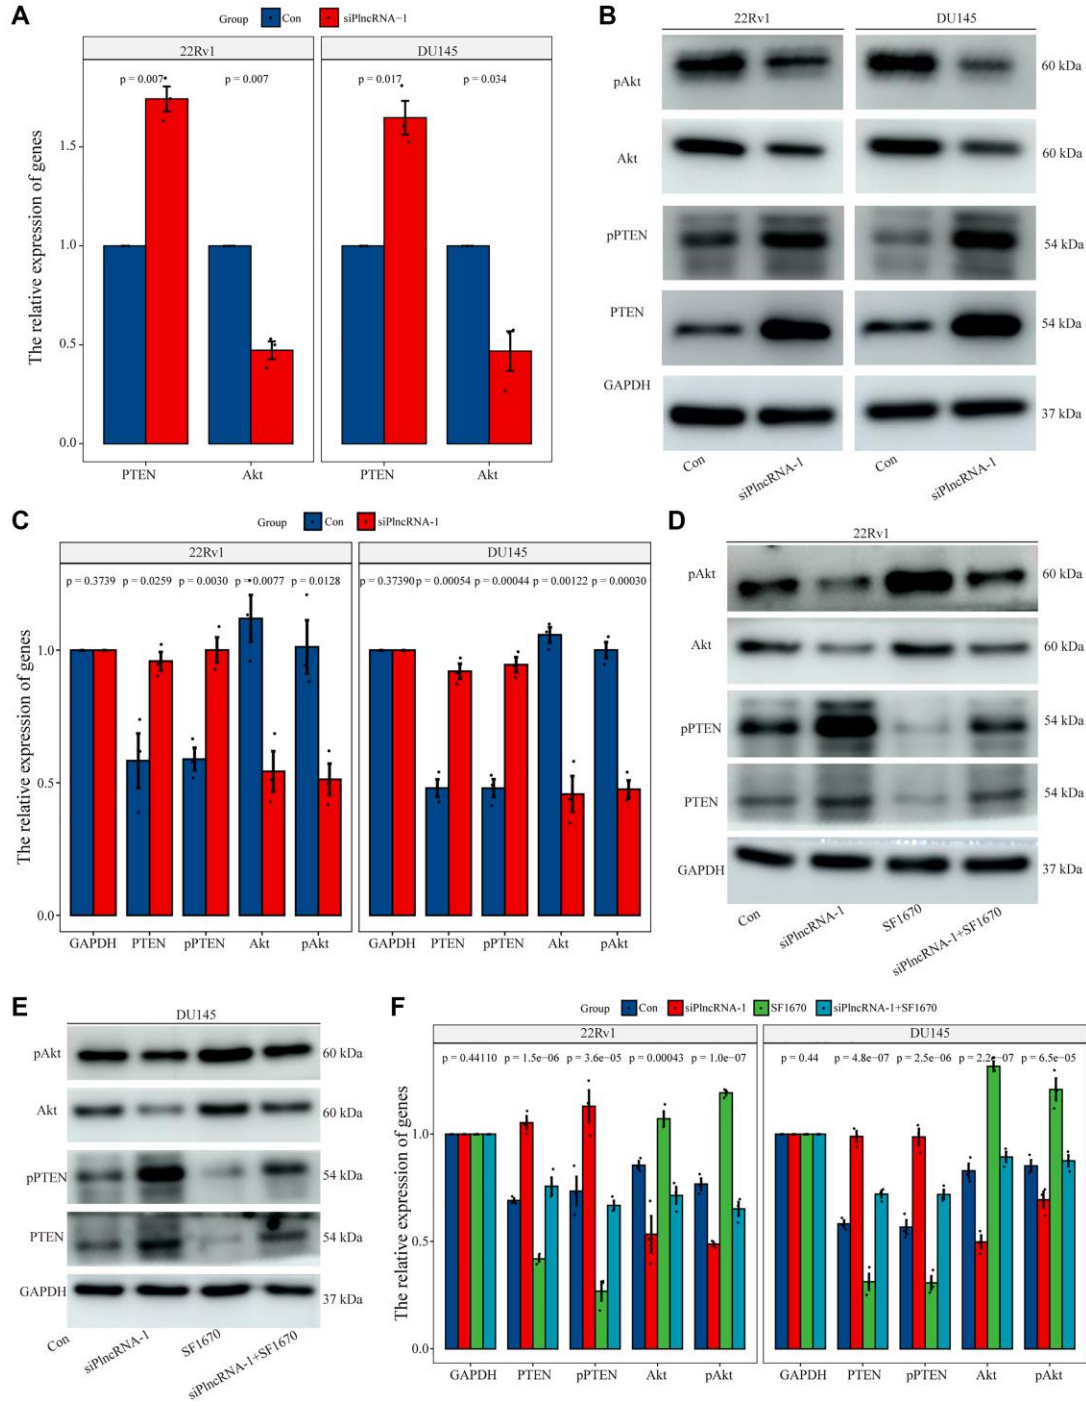 A
Group Con siPlncRNA-1
22Rv1 DU145
p = 0.007 p = 0.007 p = 0.017 p = 0.034
The relative expression of genes
1.5
1.0
0.5
0.0
PTEN Akt PTEN Akt
B
22Rv1 DU145
pAkt 60 kDa
Akt 60 kDa
pPTEN 54 kDa
PTEN 54 kDa
GAPDH 37 kDa
Con siPlncRNA-1 Con siPlncRNA-1
C
Group Con siPlncRNA-1
22Rv1 DU145
p = 0.3739 p = 0.0259 p = 0.0030 p = 0.0077 p = 0.0128 p = 0.37390 p = 0.00054 p = 0.00044 p = 0.00122 p = 0.00030
The relative expression of genes
1.0
0.5
0.0
GAPDH PTEN pPTEN Akt pAkt GAPDH PTEN pPTEN Akt pAkt
D
22Rv1
pAkt 60 kDa
Akt 60 kDa
pPTEN 54 kDa
PTEN 54 kDa
GAPDH 37 kDa
Con siPlncRNA-1 SF1670 siPlncRNA-1+SF1670
E
DU145
pAkt 60 kDa
Akt 60 kDa
pPTEN 54 kDa
PTEN 54 kDa
GAPDH 37 kDa
Con siPlncRNA-1 SF1670 siPlncRNA-1+SF1670
F
Group Con siPlncRNA-1 SF1670 siPlncRNA-1+SF1670
22Rv1 DU145
p = 0.44110 p = 1.5e-06 p = 3.6e-05 p = 0.00043 p = 1.0e-07 p = 0.44 p = 4.8e-07 p = 2.5e-06 p = 2.2e-07 p = 6.5e-05
The relative expression of genes
1.0
0.5
0.0
GAPDH PTEN pPTEN Akt pAkt GAPDH PTEN pPTEN Akt pAkt